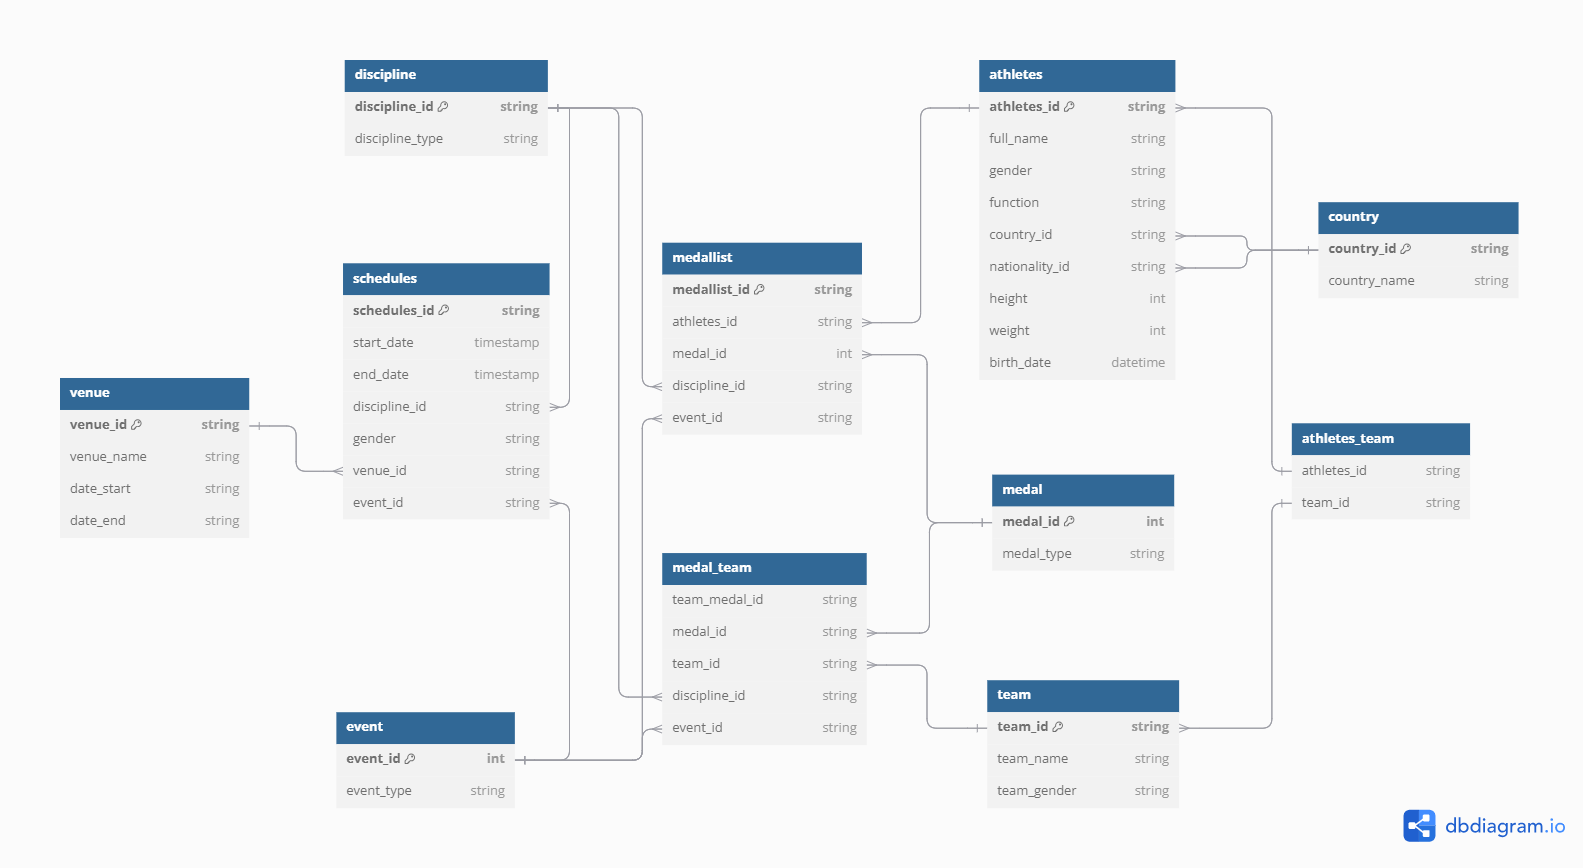 discipline
discipline_id string
discipline_type string
athletes
athletes_id string
full_name string
gender string
function string
country_id string
nationality_id string
height int
weight int
birth_date datetime
country
country_id string
country_name string
medallist
medallist_id string
athletes_id string
medal_id int
discipline_id string
event_id string
schedules
schedules_id string
start_date timestamp
end_date timestamp
discipline_id string
gender string
venue_id string
event_id string
venue
venue_id string
venue_name string
date_start string
date_end string
athletes_team
athletes_id string
team_id string
medal
medal_id int
medal_type string
medal_team
team_medal_id string
medal_id string
team_id string
discipline_id string
event_id string
team
team_id string
team_name string
team_gender string
event
event_id int
event_type string
dbdiagram.io